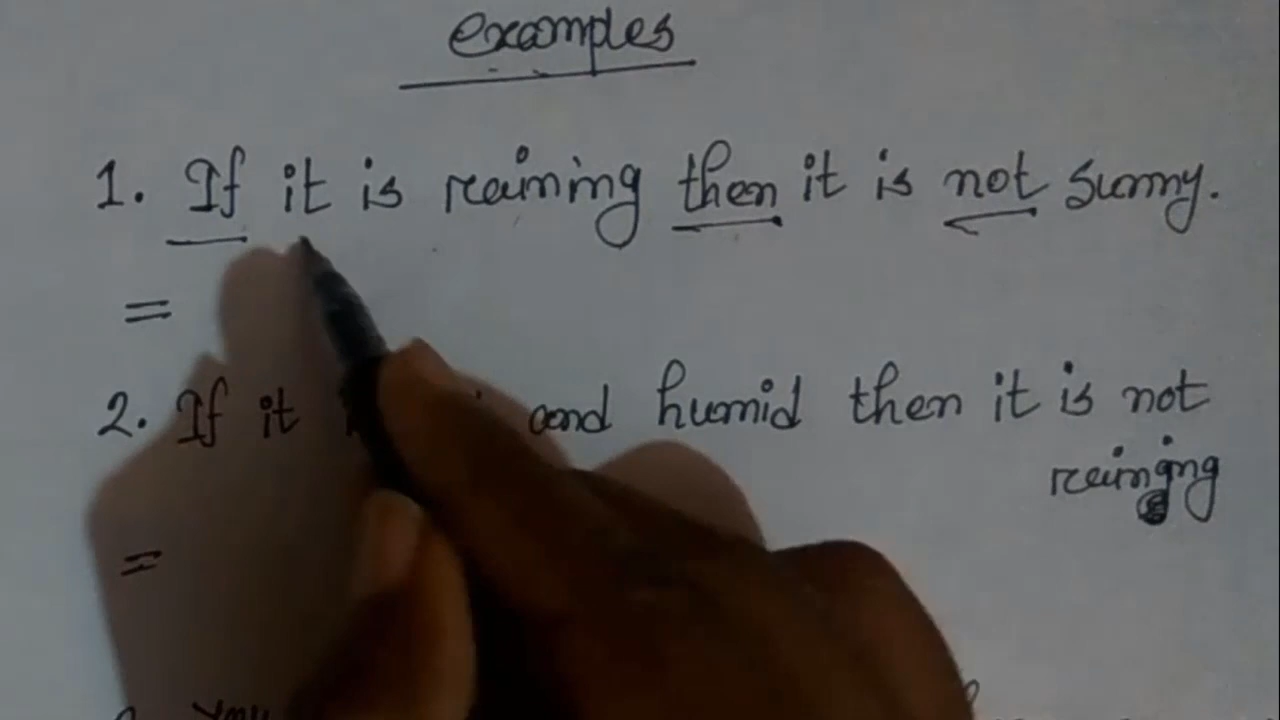 examples
1. If it is raining then it is not sunny.
=
2. If it and humid then it is not
raining
=